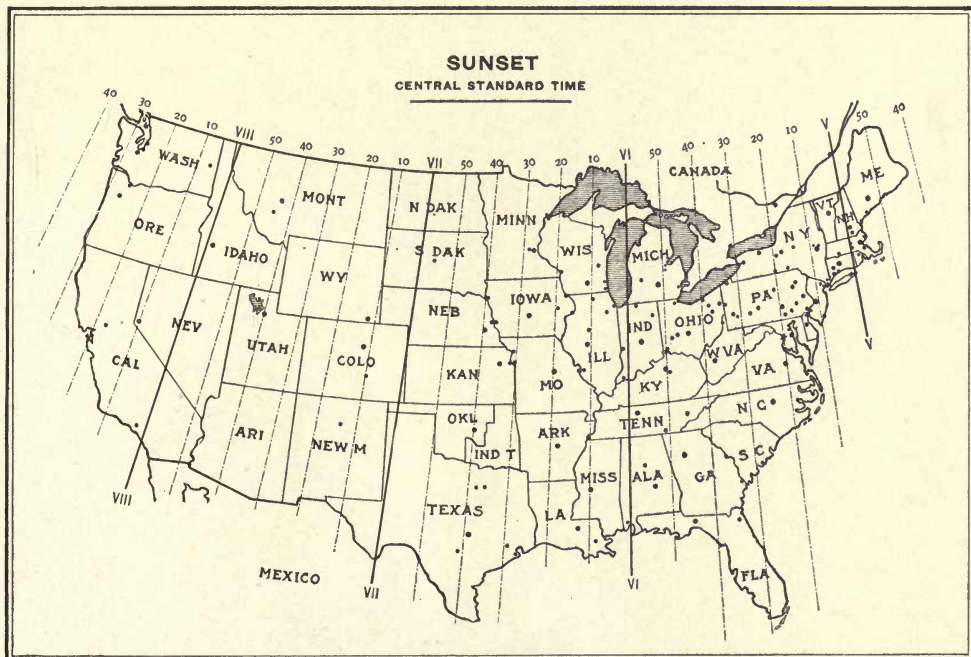 SUNSET
CENTRAL STANDARD TIME
40 30 20 10 VIII 50 40 30 20 10 VII 50 40 30 20 10 VI 50 40 30 20 10 V 50 40
WASH
MONT
N DAK
MINN
CANADA
ME
VT
NH
ORE
IDAHO
S DAK
WIS
MICH
N Y
WY
IOWA
NEB
PA
NEV
UTAH
COLO
ILL
IND
OHIO
W VA
V
CAL
KAN
MO
KY
VA
ARI
NEW M
OKL
IND T
ARK
TENN
N C
S C
VIII
TEXAS
LA
MISS
ALA
GA
MEXICO
VII
VI
FLA